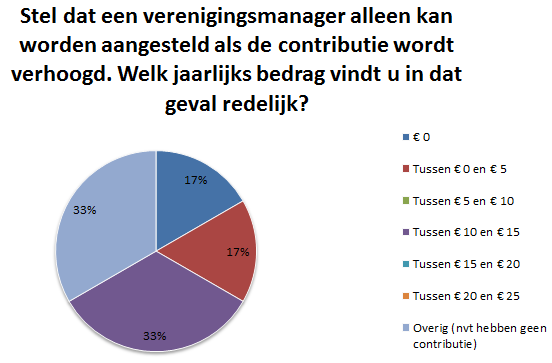 Stel dat een verenigingsmanager alleen kan
worden aangesteld als de contributie wordt
verhoogd. Welk jaarlijks bedrag vindt u in dat
geval redelijk?
17%
17%
33%
33%
€ 0
Tussen € 0 en € 5
Tussen € 5 en € 10
Tussen € 10 en € 15
Tussen € 15 en € 20
Tussen € 20 en € 25
Overig (nvt hebben geen
contributie)